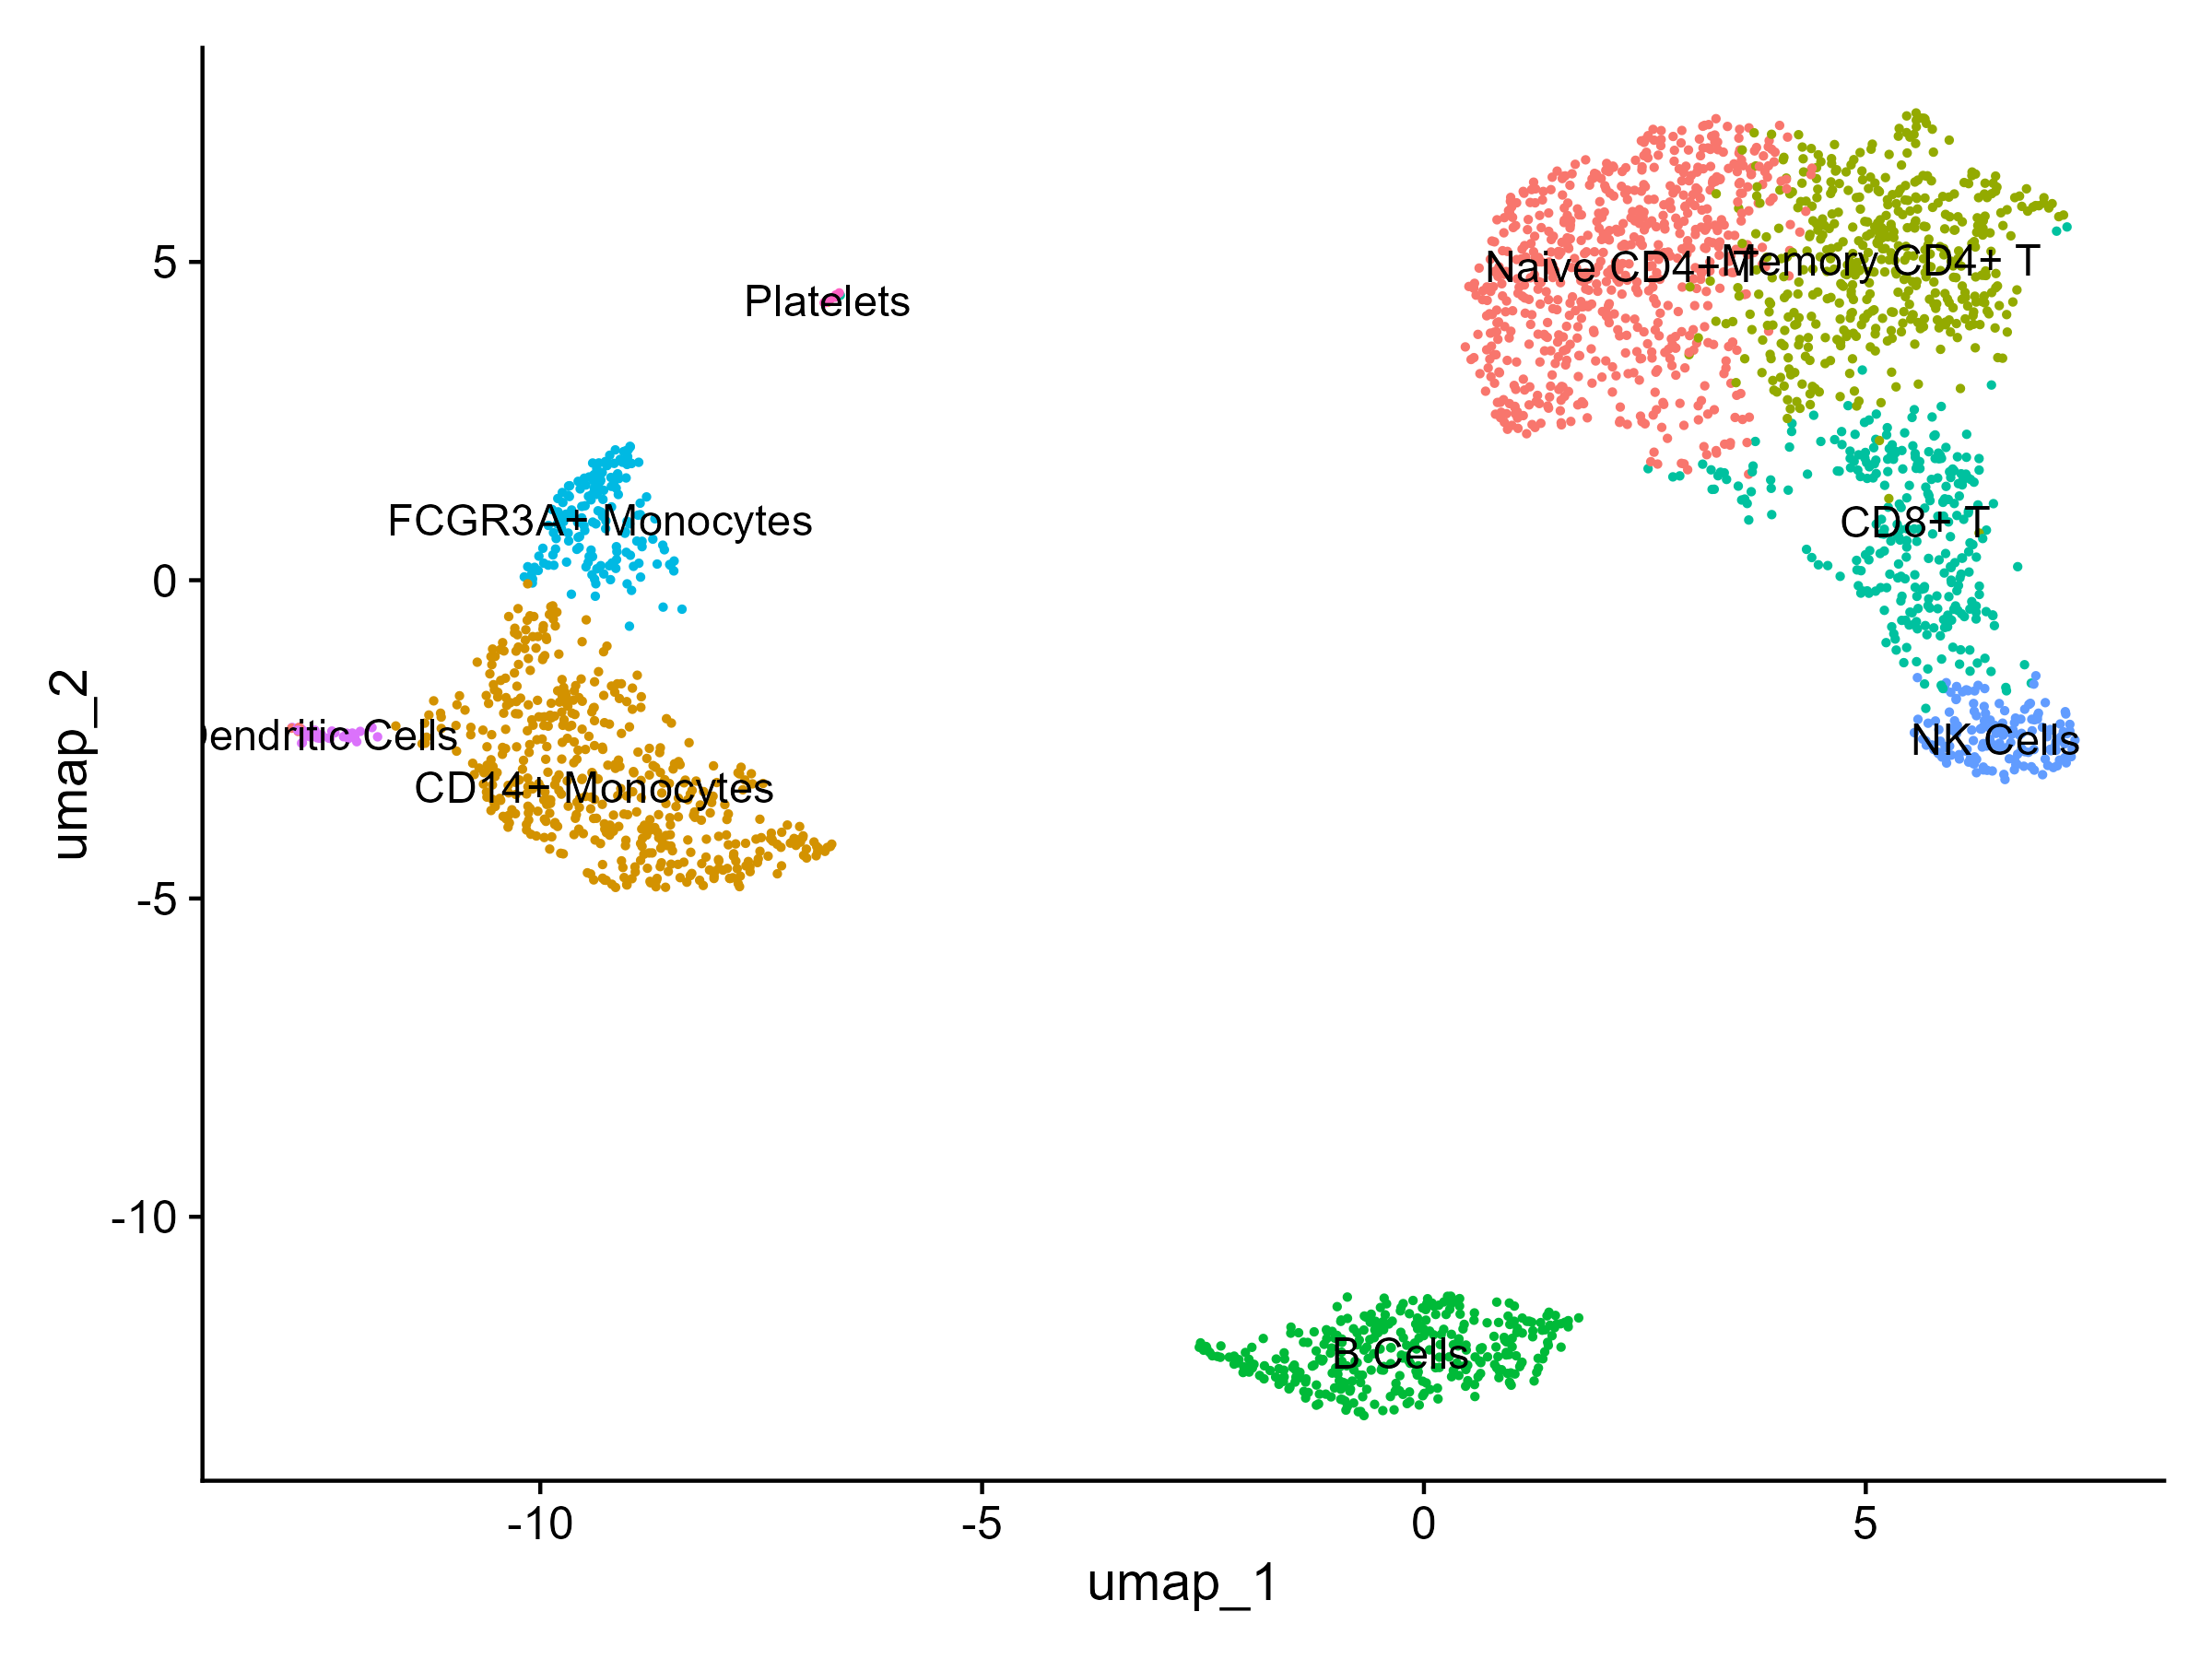 5
0
-5
-10
umap_2
Naive CD4+ T
Memory CD4+ T
Platelets
FCGR3A+ Monocytes
CD8+ T
Dendritic Cells
NK Cells
CD14+ Monocytes
B Cells
-10
-5
0
5
umap_1